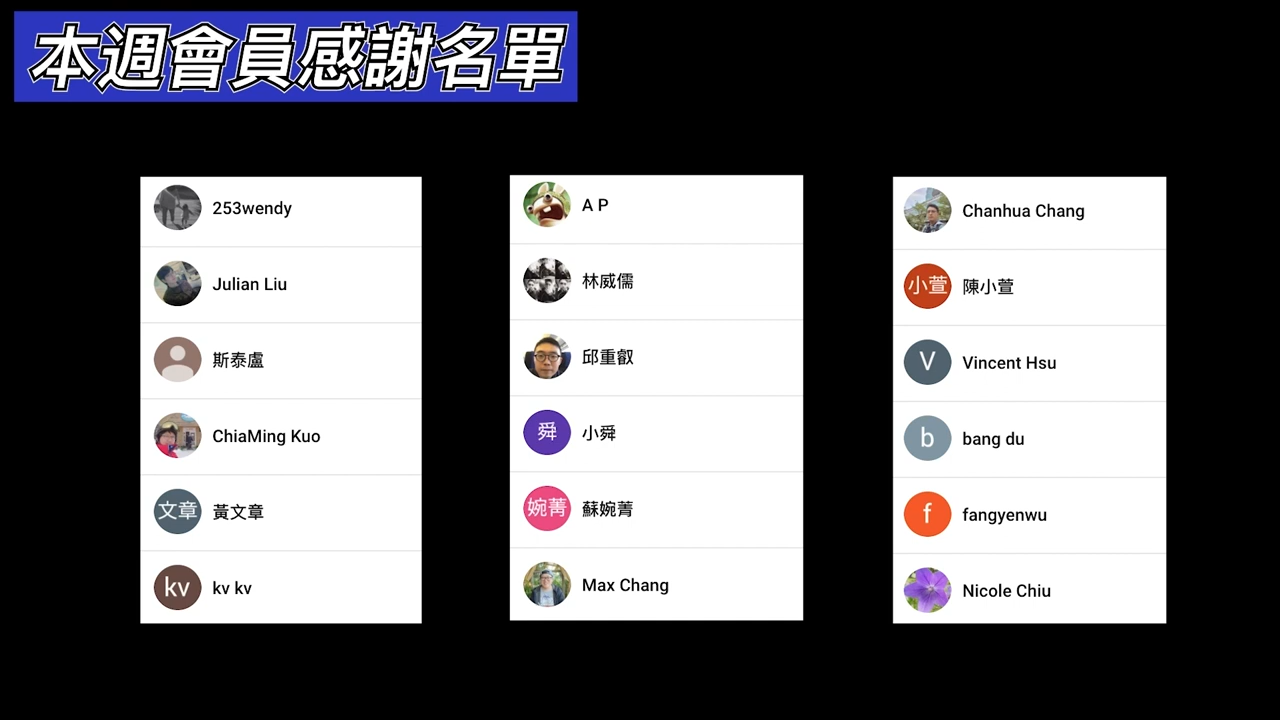 本週會員感謝名單
253wendy
Julian Liu
斯泰盧
ChiaMing Kuo
文章 黃文章
kv kv kv
A P
林威儒
邱重叡
舜 小舜
婉菁 蘇婉菁
Max Chang
Chanhua Chang
小萱 陳小萱
V Vincent Hsu
b bang du
f fangyenwu
Nicole Chiu